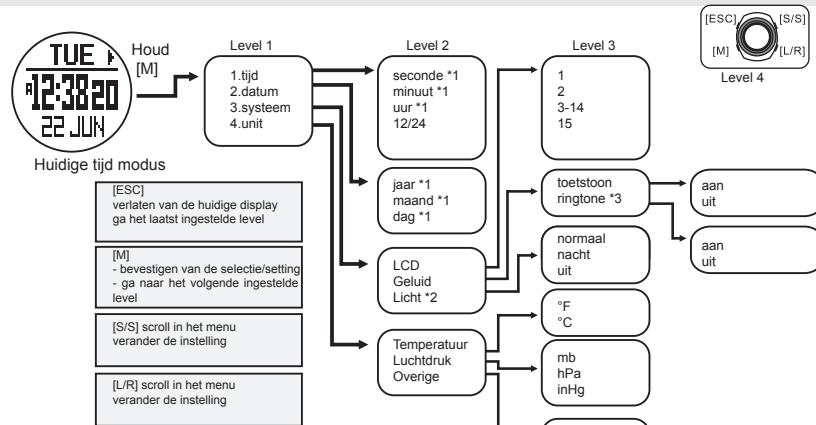 TUE
A12:38 20
22 JUN
Huidige tijd modus
Houd
[M]
Level 1
1.tijd
2.datum
3.systeem
4.unit
Level 2
seconde *1
minuut *1
uur *1
12/24
jaar *1
maand *1
dag *1
LCD
Geluid
Licht *2
Temperatuur
Luchtdruk
Overige
Level 3
1
2
3-14
15
toetstoon
ringtone *3
normaal
nacht
uit
°F
°C
mb
hPa
inHg
[ESC]
[S/S]
[M]
[L/R]
Level 4
aan
uit
aan
uit
[ESC]
verlaten van de huidige display
ga het laatst ingestelde level
[M]
- bevestigen van de selectie/setting
- ga naar het volgende ingestelde
level
[S/S] scroll in het menu
verander de instelling
[L/R] scroll in het menu
verander de instelling